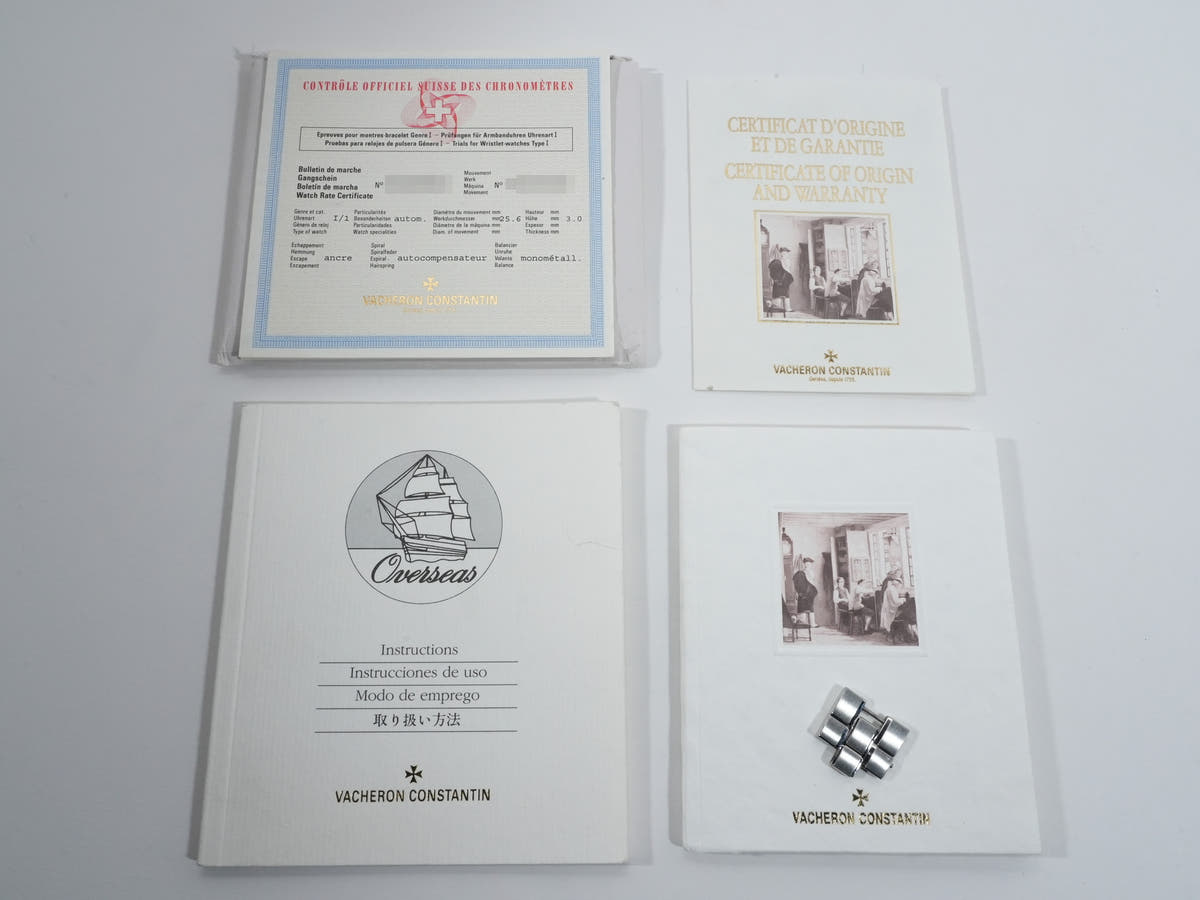 CONTRÔLE OFFICIEL SUISSE DES CHRONOMÈTRES
Epreuves pour montres-bracelet Genre I – Prüfungen für Armbanduhren Uhrenart I
Pruebas para relojes de pulsera Género I – Trials for Wristlet-watches Type I
Bulletin de marche
Gangschein
Boletín de marcha
Watch Rate Certificate
Nº
Mouvement
Werk
Máquina
Movement
Nº
Genre et cat.
Uhrenart
Género de reloj
Type of watch
I/1
Particularités
Besonderheiten
Particularidades
Watch specialities
autom.
Diamètre du mouvement mm
Werkdurchmesser mm
Diámetro de la máquina mm
Diam. of movement mm
25.6
Hauteur mm
Höhe mm
Espesor mm
Thickness mm
3.0
Echappement
Hemmung
Escape
Escapement
ancre
Spiral
Spiralfeder
Espiral
Hairspring
autocompensateur
Balancier
Unruhe
Volante
Balance
monométall.
VACHERON CONSTANTIN
CERTIFICAT D'ORIGINE
ET DE GARANTIE
CERTIFICATE OF ORIGIN
AND WARRANTY
VACHERON CONSTANTIN
Genève, depuis 1755.
Overseas
Instructions
Instrucciones de uso
Modo de emprego
取り扱い方法
VACHERON CONSTANTIN
VACHERON CONSTANTIN